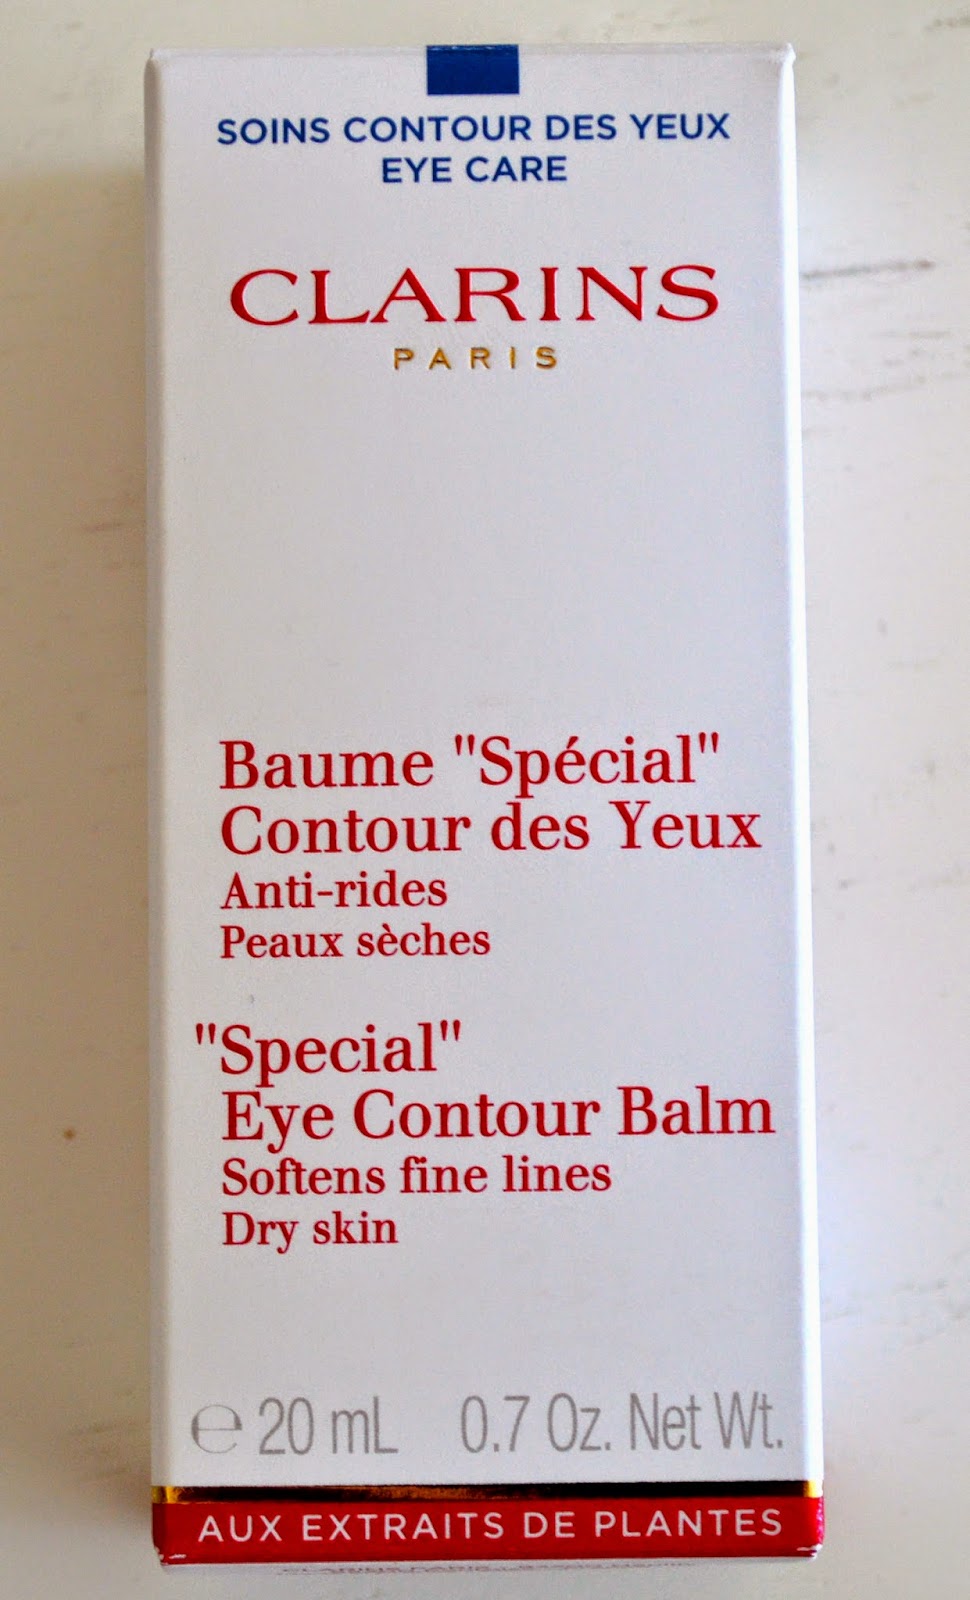 SOINS CONTOUR DES YEUX
EYE CARE
CLARINS
PARIS
Baume "Spécial"
Contour des Yeux
Anti-rides
Peaux sèches
"Special"
Eye Contour Balm
Softens fine lines
Dry skin
℮ 20 mL 0.7 Oz. Net Wt.
AUX EXTRAITS DE PLANTES